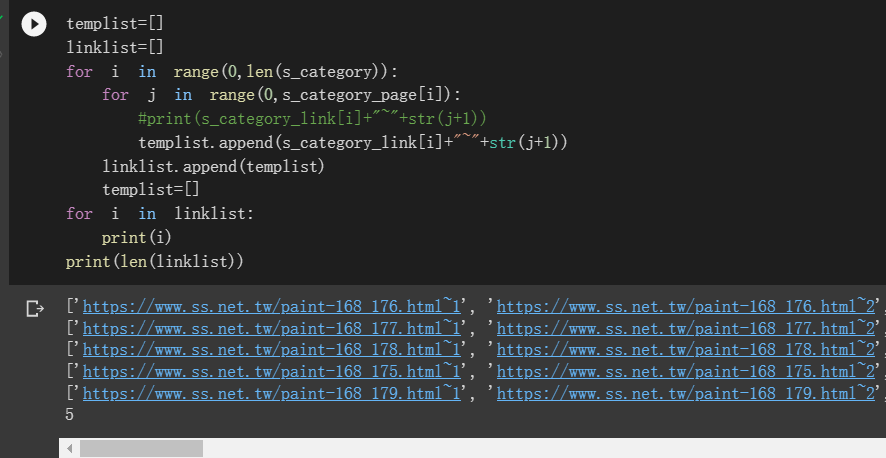 templist=[]
linklist=[]
for i in range(0,len(s_category)):
    for j in range(0,s_category_page[i]):
        #print(s_category_link[i]+"~"+str(j+1))
        templist.append(s_category_link[i]+"~"+str(j+1))
    linklist.append(templist)
    templist=[]
for i in linklist:
    print(i)
print(len(linklist))
['https://www.ss.net.tw/paint-168_176.html~1', 'https://www.ss.net.tw/paint-168_176.html~2',
['https://www.ss.net.tw/paint-168_177.html~1', 'https://www.ss.net.tw/paint-168_177.html~2',
['https://www.ss.net.tw/paint-168_178.html~1', 'https://www.ss.net.tw/paint-168_178.html~2',
['https://www.ss.net.tw/paint-168_175.html~1', 'https://www.ss.net.tw/paint-168_175.html~2',
['https://www.ss.net.tw/paint-168_179.html~1', 'https://www.ss.net.tw/paint-168_179.html~2',
5